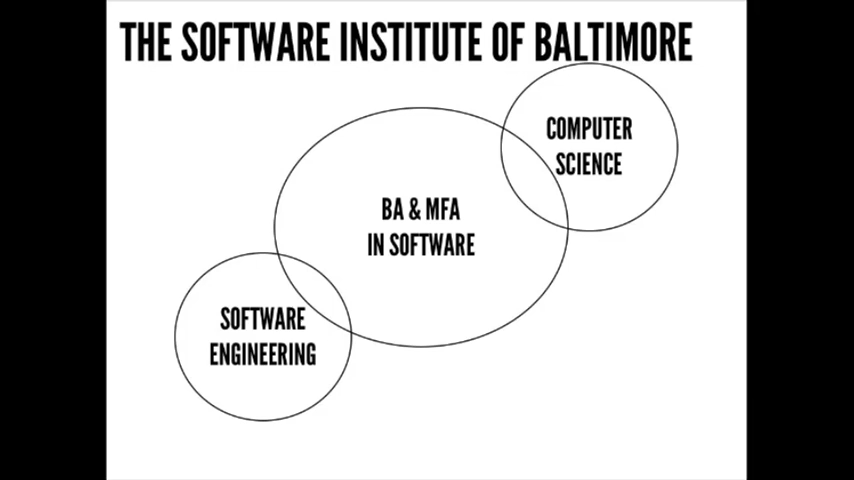 THE SOFTWARE INSTITUTE OF BALTIMORE
COMPUTER
SCIENCE
BA & MFA
IN SOFTWARE
SOFTWARE
ENGINEERING